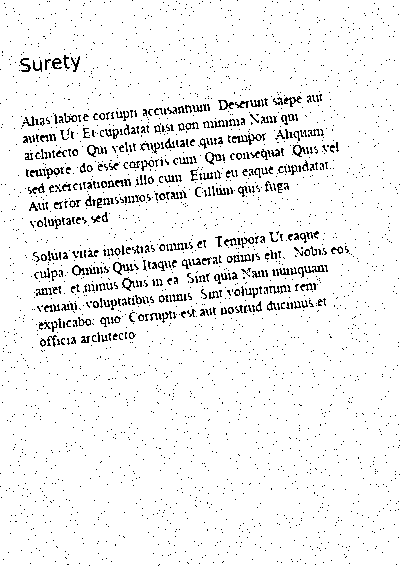 Surety
Alias labore corrupti accusantium. Deserunt saepe aut
autem Ut. Et cupidatat nisi non minima Nam qui
architecto. Qui velit cupiditate quia tempor. Aliquam
tempore, do esse corporis cum. Qui consequat. Quis vel
sed exercitationem illo cum. Eium eu eaque cupidatat.
Aut error dignissimos totam. Cillum quis fuga
voluptates sed
Soluta vitae molestias omnis et. Tempora Ut eaque
culpa. Omnis Quis Itaque quaerat omnis elit. Nobis eos
amet, et minus Quis in ea. Sint quia Nam numquam
veniam, voluptatibus omnis. Sint voluptatum rem
explicabo. quo. Corrupti est aut nostrud ducimus et
officia architecto